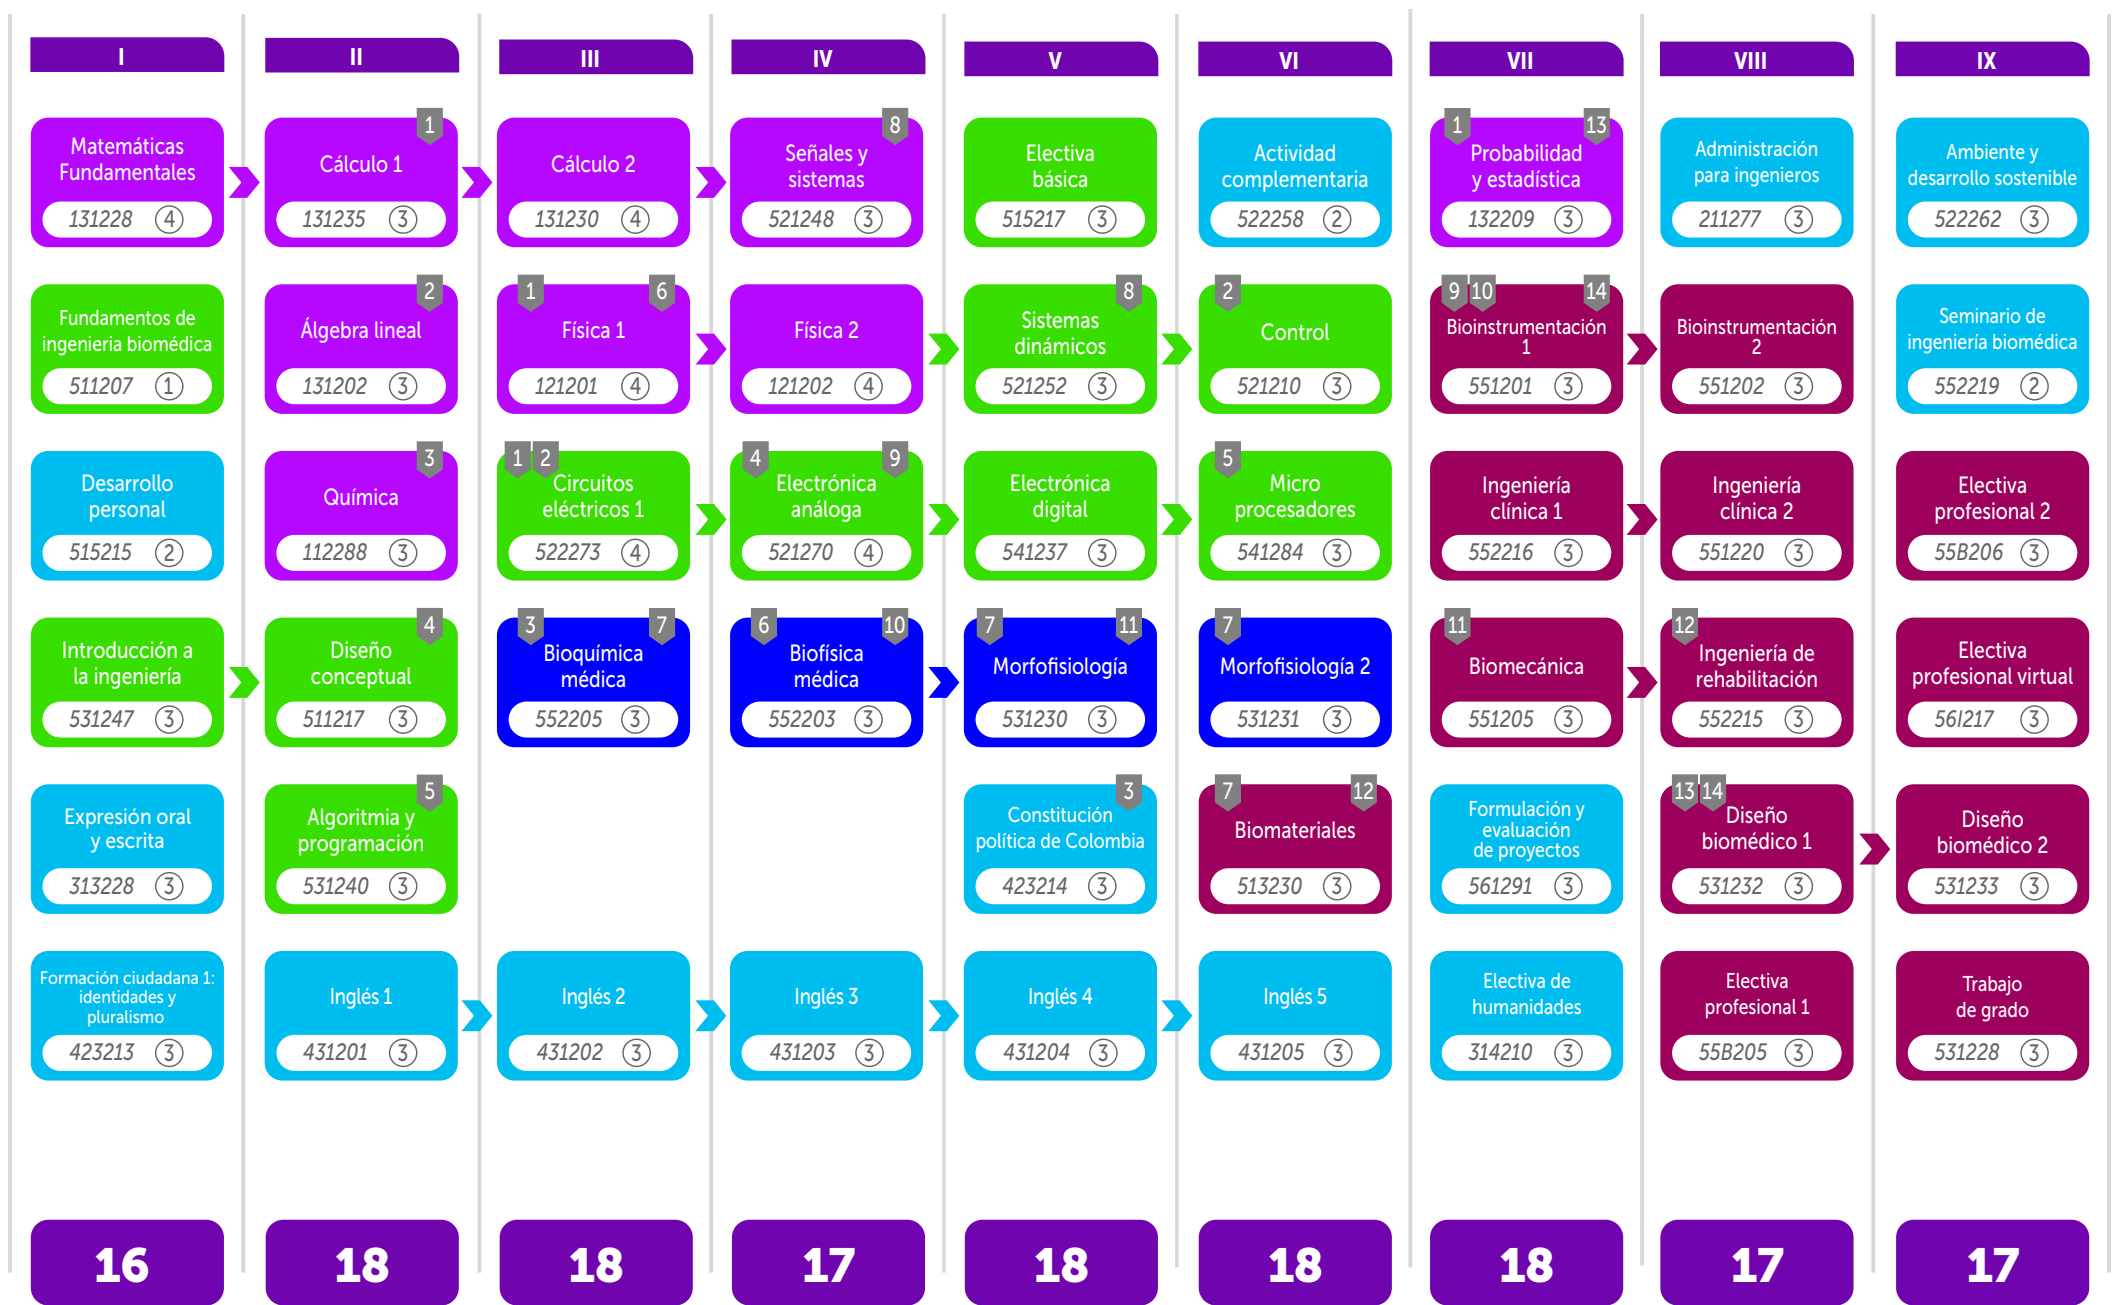 I
II
III
IV
V
VI
VII
VIII
IX
Matemáticas
Fundamentales
131228 4
1
Cálculo 1
131235 3
Cálculo 2
131230 4
8
Señales y
sistemas
521248 3
Electiva
básica
515217 3
Actividad
complementaria
522258 2
1 13
Probabilidad
y estadística
132209 3
Administración
para ingenieros
211277 3
Ambiente y
desarrollo sostenible
522262 3
Fundamentos de
ingenieria biomédica
511207 1
2
Álgebra lineal
131202 3
1 6
Física 1
121201 4
Física 2
121202 4
8
Sistemas
dinámicos
521252 3
2
Control
521210 3
9 10 14
Bioinstrumentación
1
551201 3
Bioinstrumentación
2
551202 3
Seminario de
ingeniería biomédica
552219 2
Desarrollo
personal
515215 2
3
Química
112288 3
1 2
Circuitos
eléctricos 1
522273 4
4 9
Electrónica
análoga
521270 4
Electrónica
digital
541237 3
5
Micro
procesadores
541284 3
Ingeniería
clínica 1
552216 3
Ingeniería
clínica 2
551220 3
Electiva
profesional 2
55B206 3
Introducción a
la ingeniería
531247 3
4
Diseño
conceptual
511217 3
3 7
Bioquímica
médica
552205 3
6 10
Biofísica
médica
552203 3
7 11
Morfofisiología
531230 3
7
Morfofisiología 2
531231 3
11
Biomecánica
551205 3
12
Ingeniería de
rehabilitación
552215 3
Electiva
profesional virtual
56I217 3
Expresión oral
y escrita
313228 3
5
Algoritmia y
programación
531240 3
3
Constitución
política de Colombia
423214 3
7 12
Biomateriales
513230 3
Formulación y
evaluación
de proyectos
561291 3
13 14
Diseño
biomédico 1
531232 3
Diseño
biomédico 2
531233 3
Formación ciudadana 1:
identidades y
pluralismo
423213 3
Inglés 1
431201 3
Inglés 2
431202 3
Inglés 3
431203 3
Inglés 4
431204 3
Inglés 5
431205 3
Electiva de
humanidades
314210 3
Electiva
profesional 1
55B205 3
Trabajo
de grado
531228 3
16
18
18
17
18
18
18
17
17